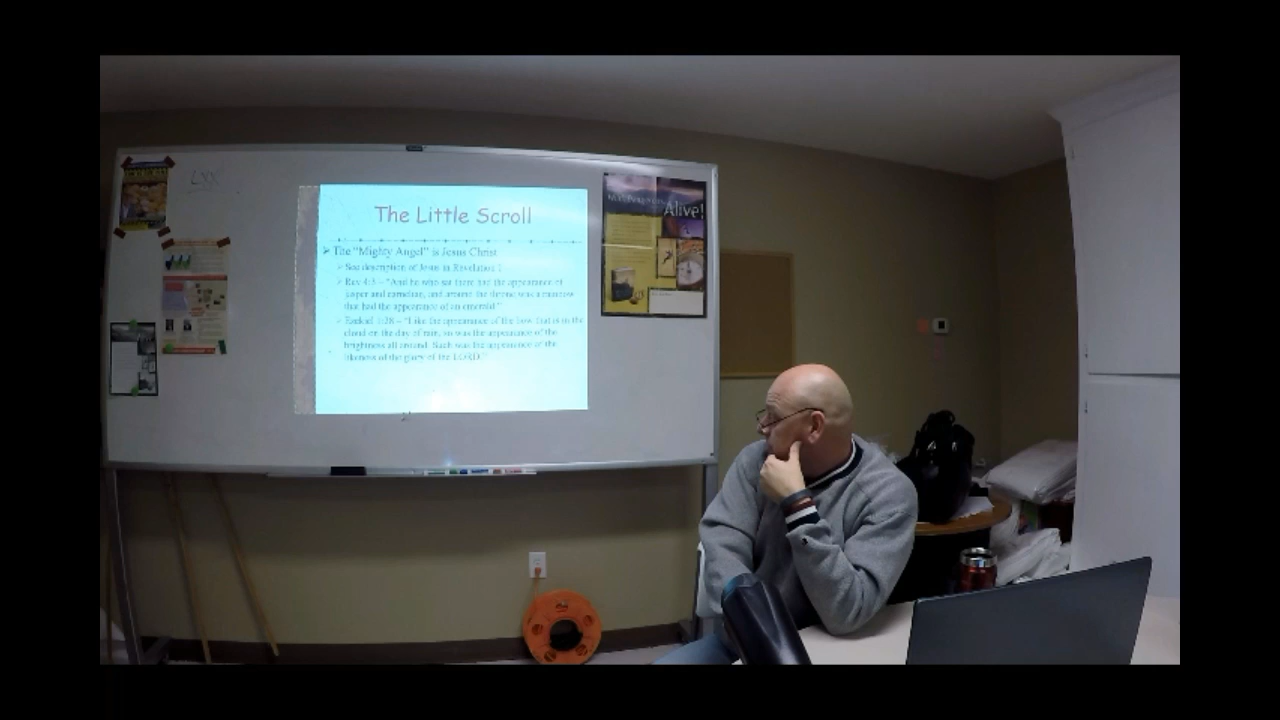 LXX
The Little Scroll
The "Mighty Angel" is Jesus Christ
See description of Jesus in Revelation 1
Rev 4:3 – "And he who sat there had the appearance of
jasper and carnelian, and around the throne was a rainbow
that had the appearance of an emerald."
Ezekiel 1:28 – "Like the appearance of the bow that is in the
cloud on the day of rain, so was the appearance of the
brightness all around. Such was the appearance of the
likeness of the glory of the LORD."
Alive!